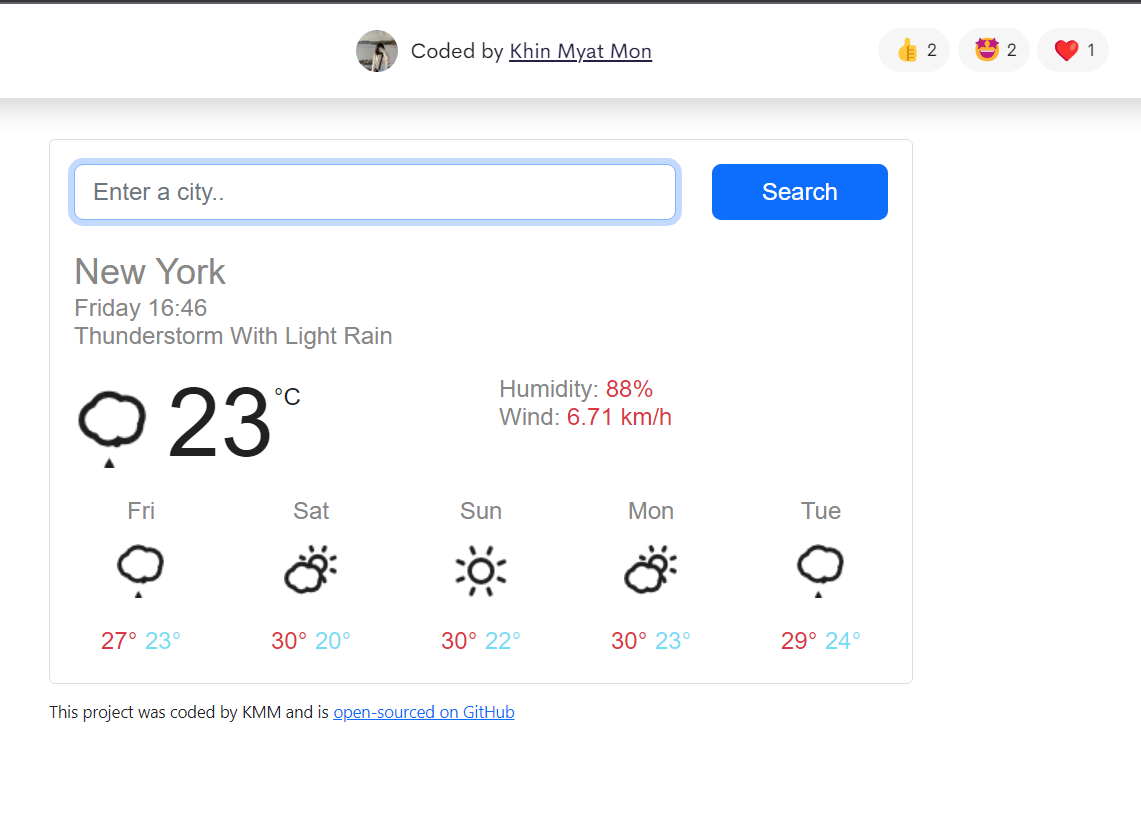 Coded by Khin Myat Mon
👍 2 🤩 2 ❤️ 1
Enter a city..
Search
New York
Friday 16:46
Thunderstorm With Light Rain
23 °C
Humidity: 88%
Wind: 6.71 km/h
Fri Sat Sun Mon Tue
27° 23° 30° 20° 30° 22° 30° 23° 29° 24°
This project was coded by KMM and is open-sourced on GitHub